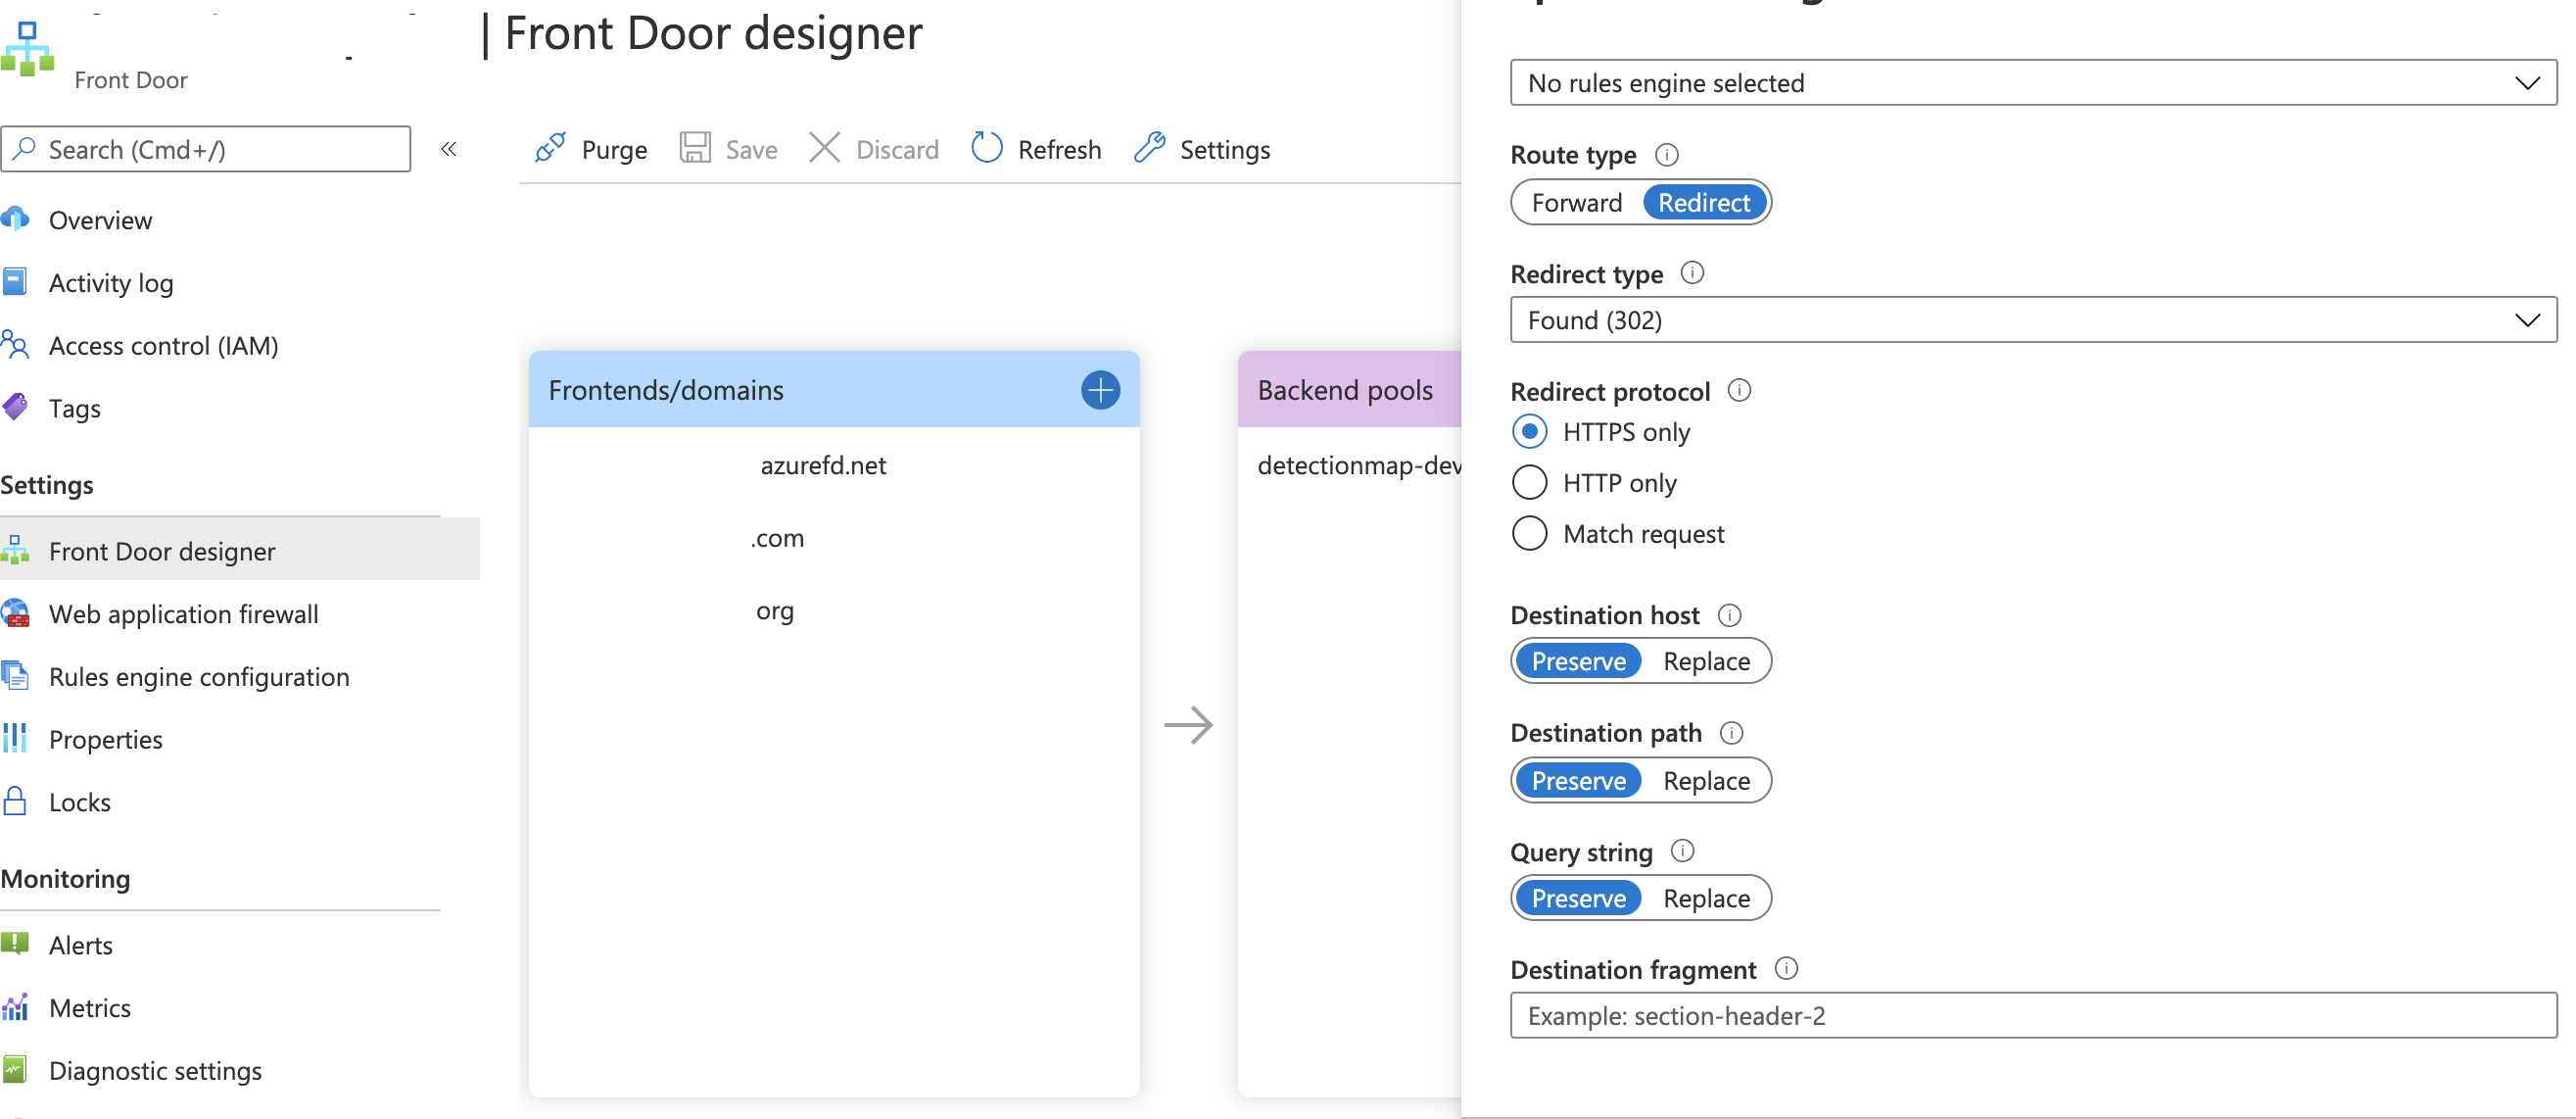 | Front Door designer
Front Door
Search (Cmd+/)
«
Purge
Save
Discard
Refresh
Settings
Overview
Activity log
Access control (IAM)
Tags
Settings
Front Door designer
Web application firewall
Rules engine configuration
Properties
Locks
Monitoring
Alerts
Metrics
Diagnostic settings
Frontends/domains
azurefd.net
.com
org
Backend pools
detectionmap-dev
No rules engine selected
Route type
Forward Redirect
Redirect type
Found (302)
Redirect protocol
HTTPS only
HTTP only
Match request
Destination host
Preserve Replace
Destination path
Preserve Replace
Query string
Preserve Replace
Destination fragment
Example: section-header-2